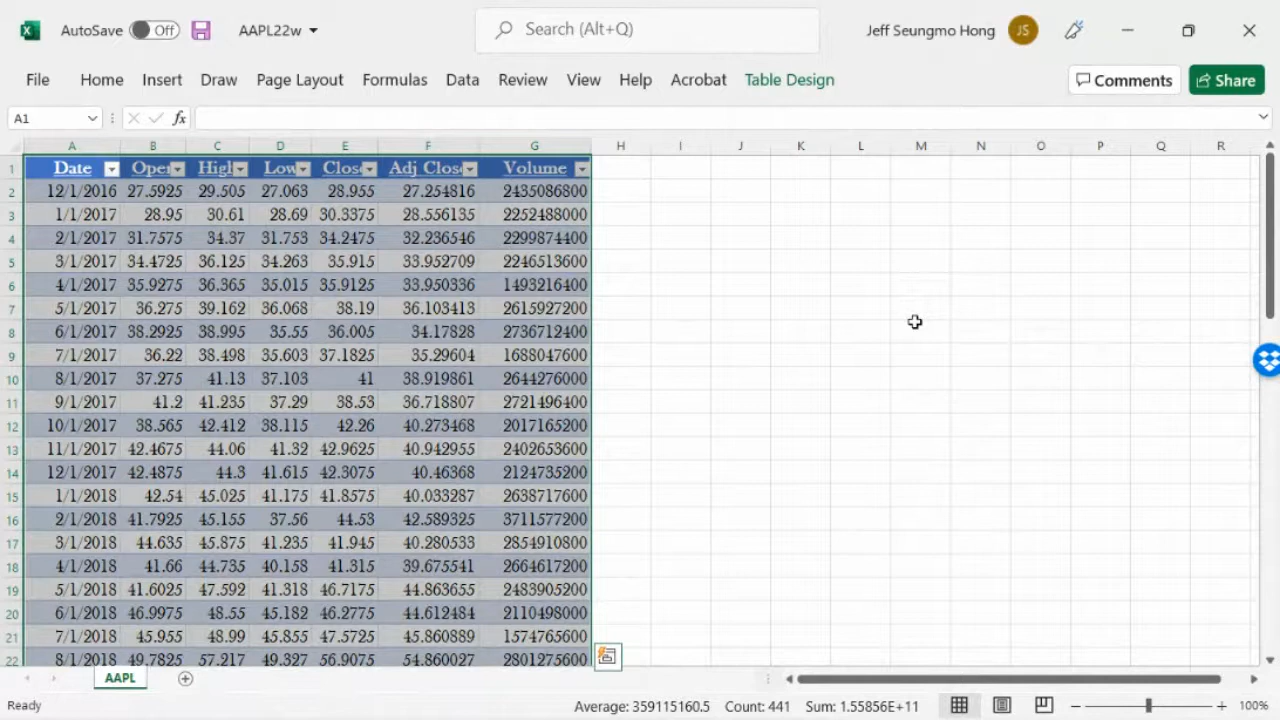 AutoSave Off AAPL22w Search (Alt+Q) Jeff Seungmo Hong JS
File Home Insert Draw Page Layout Formulas Data Review View Help Acrobat Table Design Comments Share
A1 fx
A B C D E F G H I J K L M N O P Q R
1 Date Open High Low Close Adj Close Volume
2 12/1/2016 27.5925 29.505 27.063 28.955 27.254816 2435086800
3 1/1/2017 28.95 30.61 28.69 30.3375 28.556135 2252488000
4 2/1/2017 31.7575 34.37 31.753 34.2475 32.236546 2299874400
5 3/1/2017 34.4725 36.125 34.263 35.915 33.952709 2246513600
6 4/1/2017 35.9275 36.365 35.015 35.9125 33.950336 1493216400
7 5/1/2017 36.275 39.162 36.068 38.19 36.103413 2615927200
8 6/1/2017 38.2925 38.995 35.55 36.005 34.17828 2736712400
9 7/1/2017 36.22 38.498 35.603 37.1825 35.29604 1688047600
10 8/1/2017 37.275 41.13 37.103 41 38.919861 2644276000
11 9/1/2017 41.2 41.235 37.29 38.53 36.718807 2721496400
12 10/1/2017 38.565 42.412 38.115 42.26 40.273468 2017165200
13 11/1/2017 42.4675 44.06 41.32 42.9625 40.942955 2402653600
14 12/1/2017 42.4875 44.3 41.615 42.3075 40.46368 2124735200
15 1/1/2018 42.54 45.025 41.175 41.8575 40.033287 2638717600
16 2/1/2018 41.7925 45.155 37.56 44.53 42.589325 3711577200
17 3/1/2018 44.635 45.875 41.235 41.945 40.280533 2854910800
18 4/1/2018 41.66 44.735 40.158 41.315 39.675541 2664617200
19 5/1/2018 41.6025 47.592 41.318 46.7175 44.863655 2483905200
20 6/1/2018 46.9975 48.55 45.182 46.2775 44.612484 2110498000
21 7/1/2018 45.955 48.99 45.855 47.5725 45.860889 1574765600
22 8/1/2018 49.7825 57.217 49.327 56.9075 54.860027 2801275600
AAPL
Ready Average: 359115160.5 Count: 441 Sum: 1.55856E+11 100%